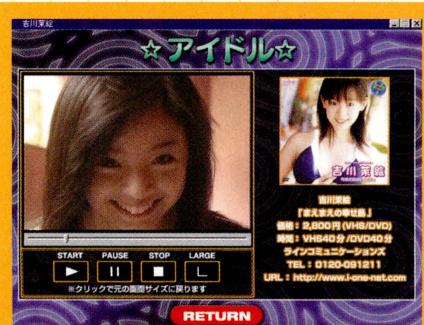 吉川茉絵
☆アイドル☆
吉川茉絵
START PAUSE STOP LARGE
※クリックで元の画面サイズに戻ります
吉川茉絵
『まえまえの幸せ島』
価格：2,800円(VHS/DVD)
時間：VHS40分/DVD40分
ラインコミュニケーションズ
TEL：0120-091211
URL：http://www.i-one-net.com
RETURN